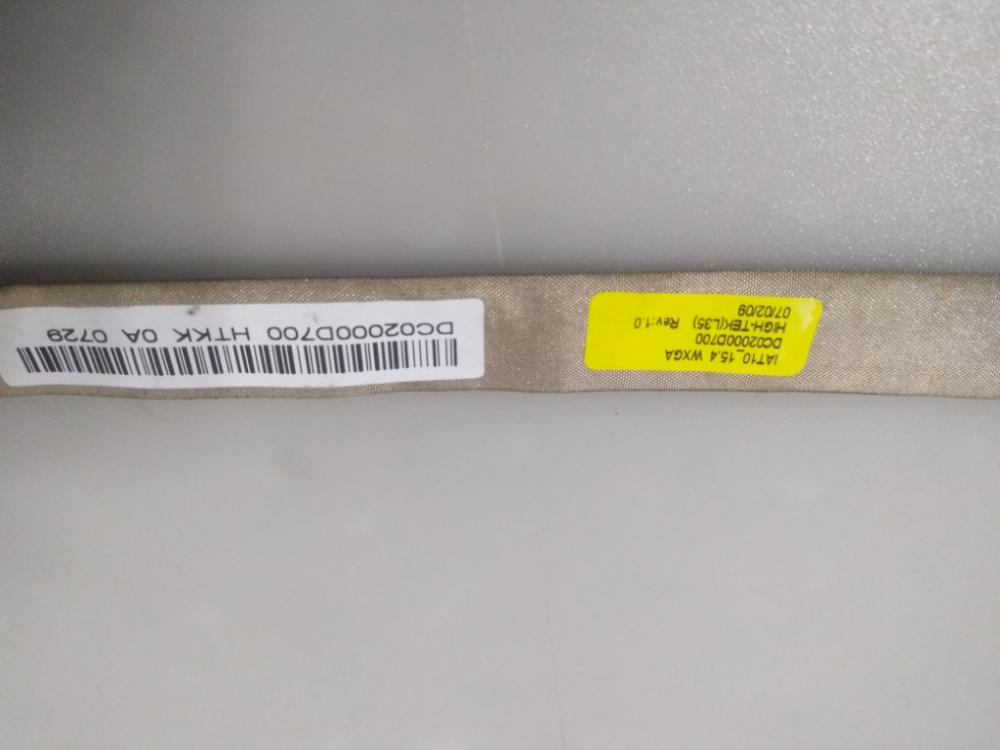 DC02000D700 HTKK 0A 0729
IAT10_15.4 WXGA
DC02000D700
HIGH-TEK(L35) Rev:1.0
07/02/09